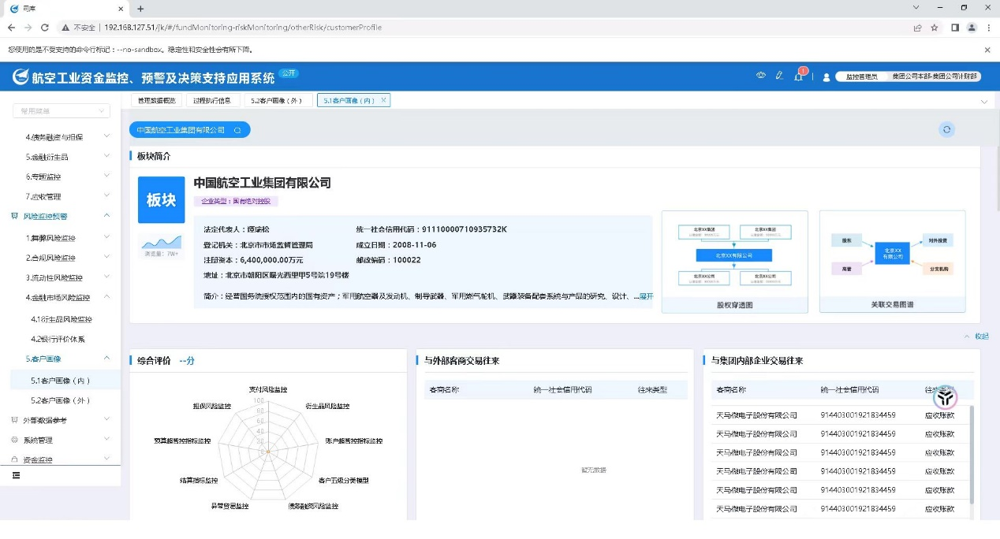 司库
不安全 192.168.127.51/jk/#/fundMonitoring-riskMonitoring/otherRisk/customerProfile
您使用的是不受支持的命令行标记：--no-sandbox。稳定性和安全性会有所下降。
航空工业资金监控、预警及决策支持应用系统 公开
1
监控管理员 集团公司本部-集团公司计财部
常用菜单
管理数据概览 过程执行信息 5.2客户画像（外） 5.1客户画像（内）
4.债务融资与担保
5.金融衍生品
6.专题监控
7.应收管理
风险监控预警
1.舞弊风险监控
2.合规风险监控
3.流动性风险监控
4.金融市场风险监控
4.1衍生品风险监控
4.2银行评价体系
5.客户画像
5.1客户画像（内）
5.2客户画像（外）
外部数据参考
系统管理
资金监控
中国航空工业集团有限公司
板块简介
板块
浏览量：7W+
中国航空工业集团有限公司
企业类型：国有绝对控股
法定代表人：谭瑞松 统一社会信用代码：91110000710935732K
登记机关：北京市市场监督管理局 成立日期：2008-11-06
注册资本：6,400,000.00万元 邮政编码：100022
地址：北京市朝阳区曙光西里甲5号院19号楼
简介：经营国务院授权范围内的国有资产；军用航空器及发动机、制导武器、军用燃气轮机、武器装备配套系统与产品的研究、设计、...展开
北京XX集团 北京XX集团
北京XX有限公司
北京XX公司 北京XX公司
股权穿透图
股东 对外投资
北京XX
有限公司
高管 分支机构
关联交易图谱
收起
综合评价 --分
支付风险监控
衍生品风险监控
账户超管控指标监控
客户五级分类模型
债务融资风险监控
异常贸易监控
结算指标监控
预算超管控指标监控
担保风险监控
100
80
60
40
20
0
与外部客商交易往来
客商名称 统一社会信用代码 往来类型
暂无数据
与集团内部企业交易往来
客商名称 统一社会信用代码 往来类型
天马微电子股份有限公司 914403001921834459 应收账款
天马微电子股份有限公司 914403001921834459 应收账款
天马微电子股份有限公司 914403001921834459 应收账款
天马微电子股份有限公司 914403001921834459 应收账款
天马微电子股份有限公司 914403001921834459 应收账款
天马微电子股份有限公司 914403001921834459 应收账款